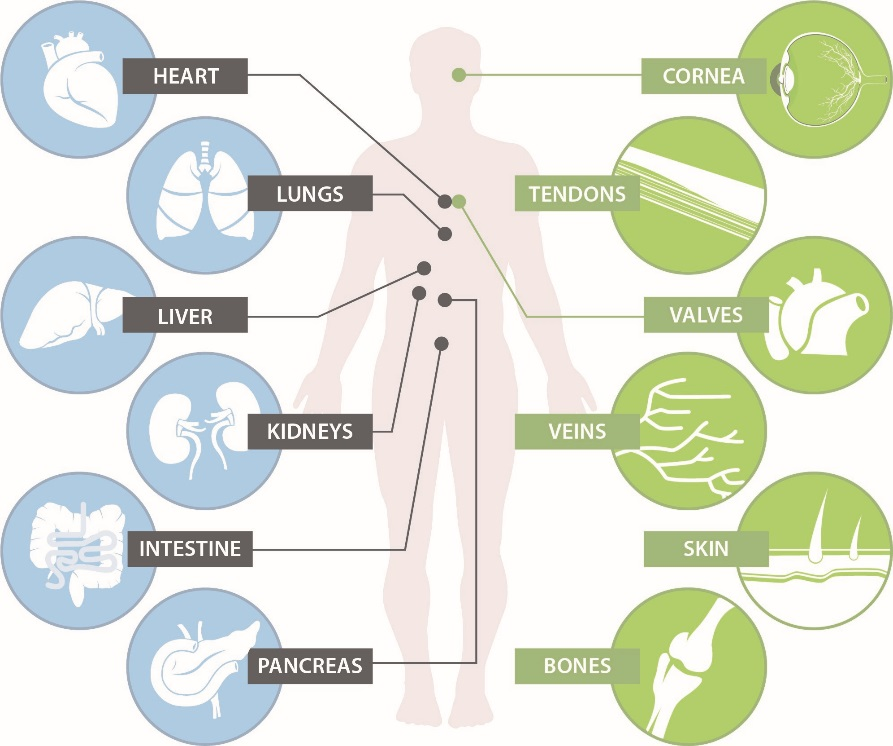 HEART
LUNGS
LIVER
KIDNEYS
INTESTINE
PANCREAS
CORNEA
TENDONS
VALVES
VEINS
SKIN
BONES